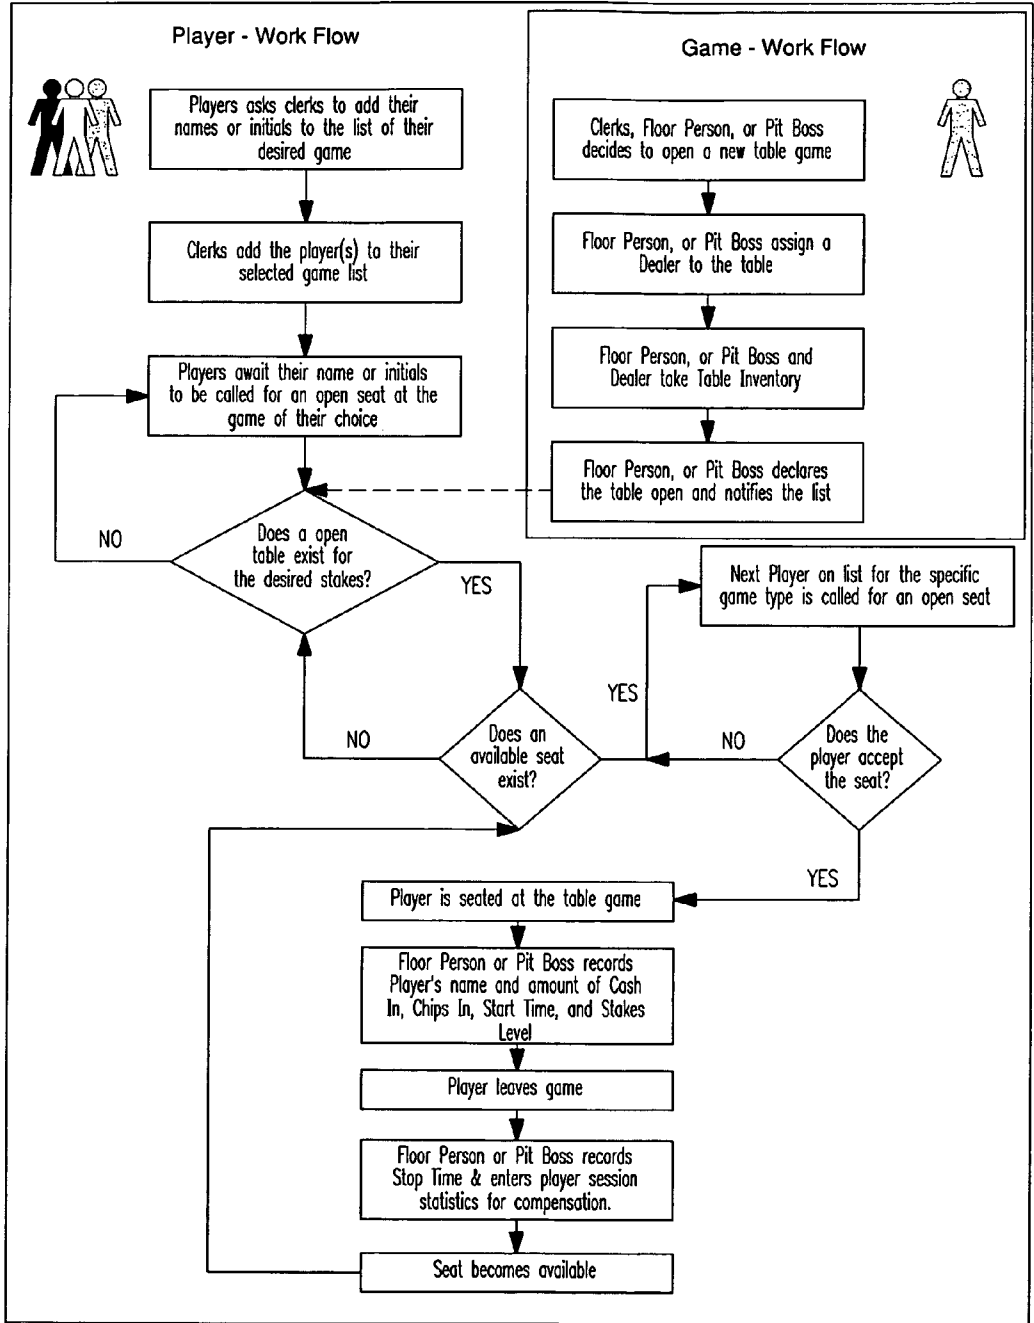 Player - Work Flow
Players asks clerks to add their
names or initials to the list of their
desired game
Clerks add the player(s) to their
selected game list
Players await their name or initials
to be called for an open seat at the
game of their choice
Game - Work Flow
Clerks, Floor Person, or Pit Boss
decides to open a new table game
Floor Person, or Pit Boss assign a
Dealer to the table
Floor Person, or Pit Boss and
Dealer take Table Inventory
Floor Person, or Pit Boss declares
the table open and notifies the list
NO
Does a open
table exist for
the desired stakes?
YES
Next Player on list for the specific
game type is called for an open seat
YES
NO
Does an
available seat
exist?
NO
Does the
player accept
the seat?
YES
Player is seated at the table game
Floor Person or Pit Boss records
Player's name and amount of Cash
In, Chips In, Start Time, and Stakes
Level
Player leaves game
Floor Person or Pit Boss records
Stop Time & enters player session
statistics for compensation.
Seat becomes available